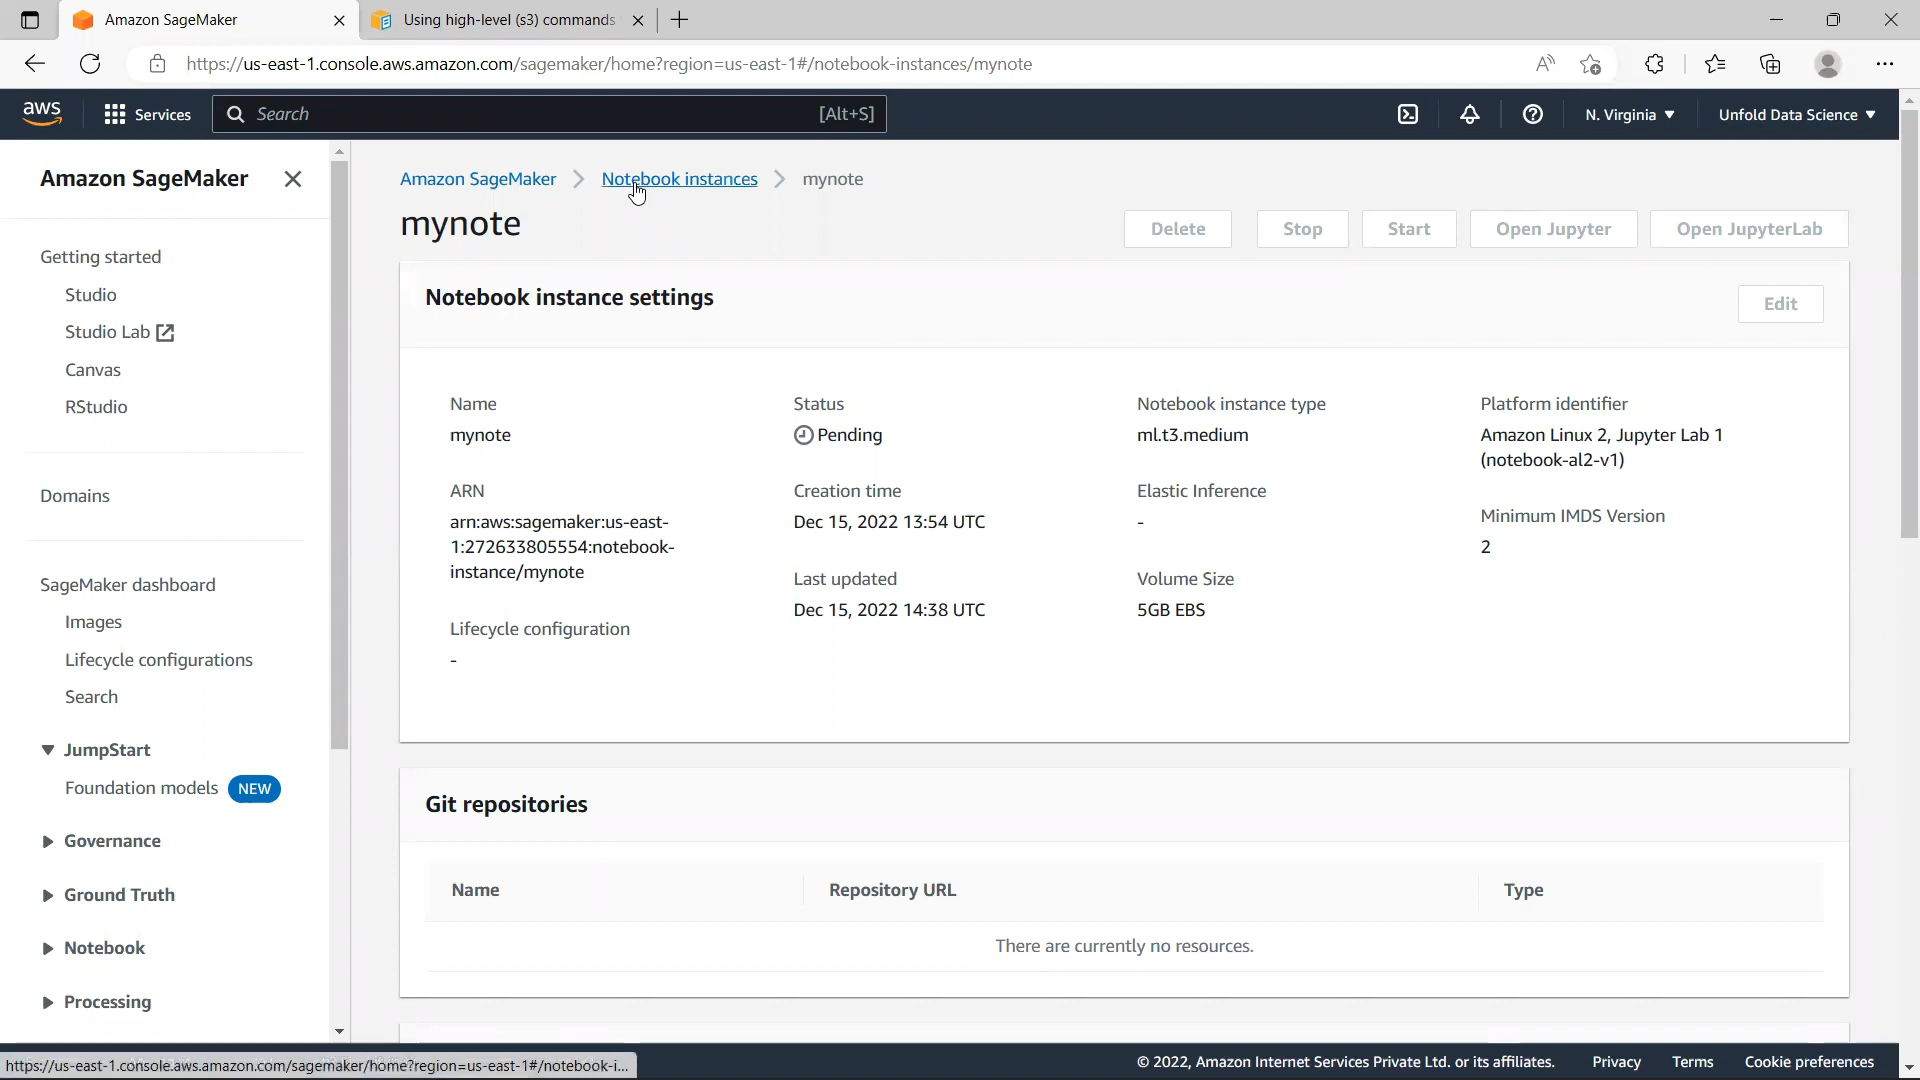 Amazon SageMaker
Using high-level (s3) commands
https://us-east-1.console.aws.amazon.com/sagemaker/home?region=us-east-1#/notebook-instances/mynote
aws
Services
Search
[Alt+S]
N. Virginia
Unfold Data Science
Amazon SageMaker
Getting started
Studio
Studio Lab
Canvas
RStudio
Domains
SageMaker dashboard
Images
Lifecycle configurations
Search
JumpStart
Foundation models NEW
Governance
Ground Truth
Notebook
Processing
Amazon SageMaker
Notebook instances
mynote
mynote
Delete
Stop
Start
Open Jupyter
Open JupyterLab
Notebook instance settings
Edit
Name
mynote
ARN
arn:aws:sagemaker:us-east-
1:272633805554:notebook-
instance/mynote
Lifecycle configuration
-
Status
Pending
Creation time
Dec 15, 2022 13:54 UTC
Last updated
Dec 15, 2022 14:38 UTC
Notebook instance type
ml.t3.medium
Elastic Inference
-
Volume Size
5GB EBS
Platform identifier
Amazon Linux 2, Jupyter Lab 1
(notebook-al2-v1)
Minimum IMDS Version
2
Git repositories
Name
Repository URL
Type
There are currently no resources.
https://us-east-1.console.aws.amazon.com/sagemaker/home?region=us-east-1#/notebook-i...
© 2022, Amazon Internet Services Private Ltd. or its affiliates.
Privacy
Terms
Cookie preferences